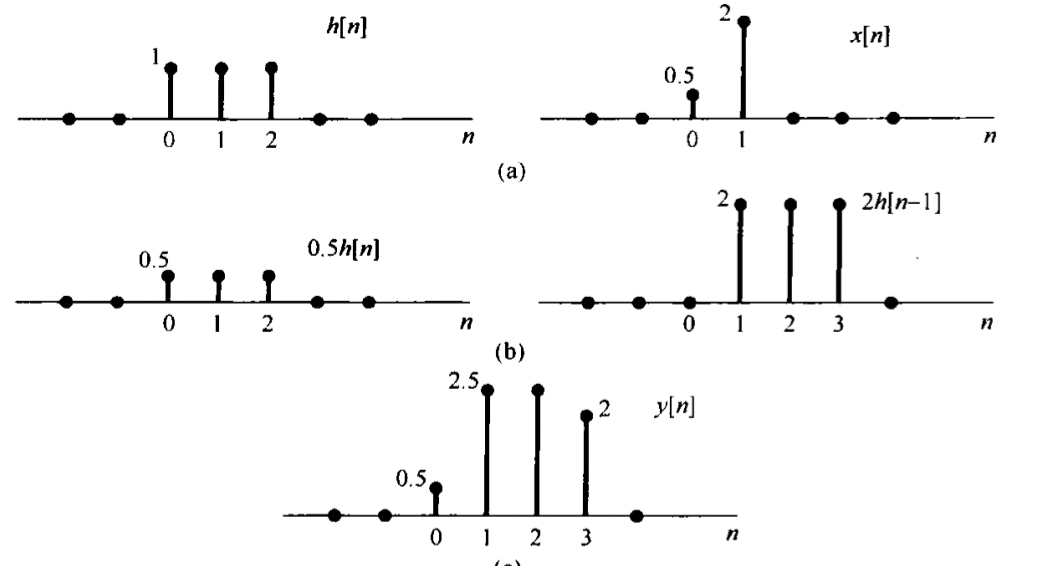 h[n]
1
0 1 2 n
x[n]
2
0.5
0 1 n
(a)
0.5h[n]
0.5
0 1 2 n
2 2h[n−1]
0 1 2 3 n
(b)
2.5
2 y[n]
0.5
0 1 2 3 n